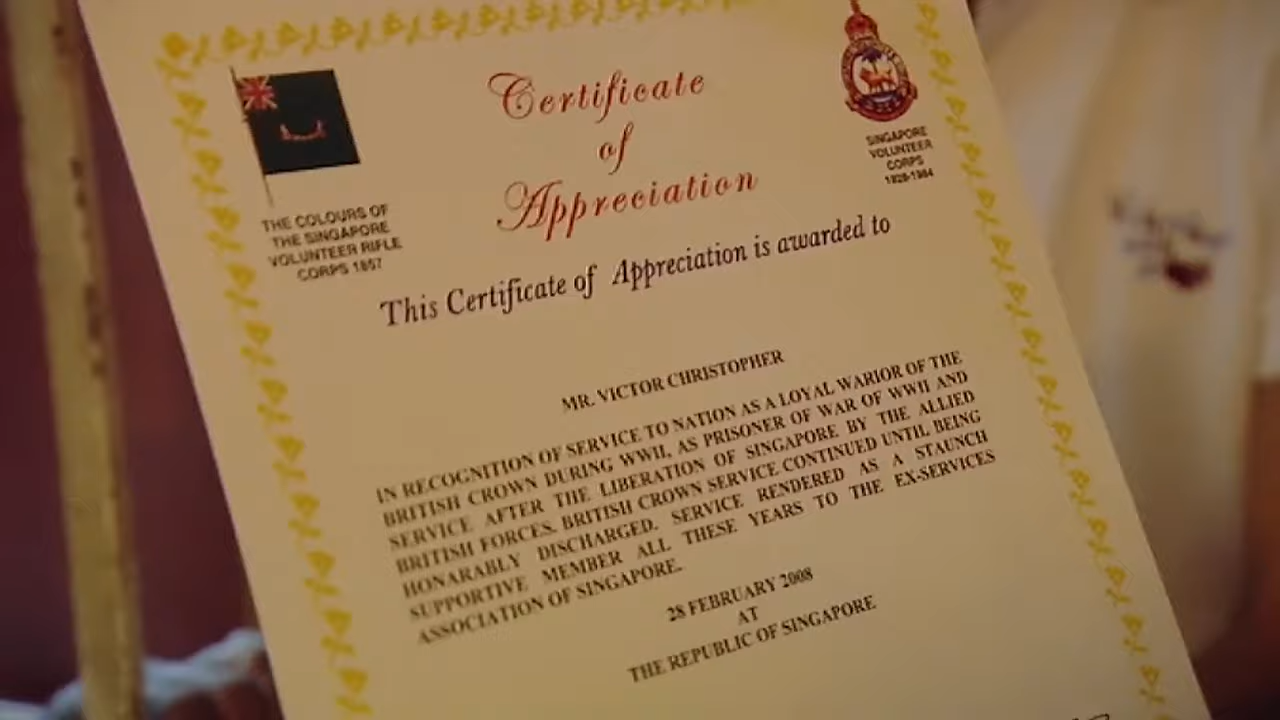 Certificate
of
Appreciation
THE COLOURS OF
THE SINGAPORE
VOLUNTEER RIFLE
CORPS 1857
SINGAPORE
VOLUNTEER
CORPS
This Certificate of Appreciation is awarded to
MR. VICTOR CHRISTOPHER
IN RECOGNITION OF SERVICE TO NATION AS A LOYAL WARIOR OF THE
BRITISH CROWN DURING WWII, AS PRISONER OF WAR OF WWII AND
SERVICE AFTER THE LIBERATION OF SINGAPORE BY THE ALLIED
BRITISH FORCES. BRITISH CROWN SERVICE CONTINUED UNTIL BEING
HONARABLY DISCHARGED. SERVICE RENDERED AS A STAUNCH
SUPPORTIVE MEMBER ALL THESE YEARS TO THE EX-SERVICES
ASSOCIATION OF SINGAPORE.
28 FEBRUARY 2008
AT
THE REPUBLIC OF SINGAPORE